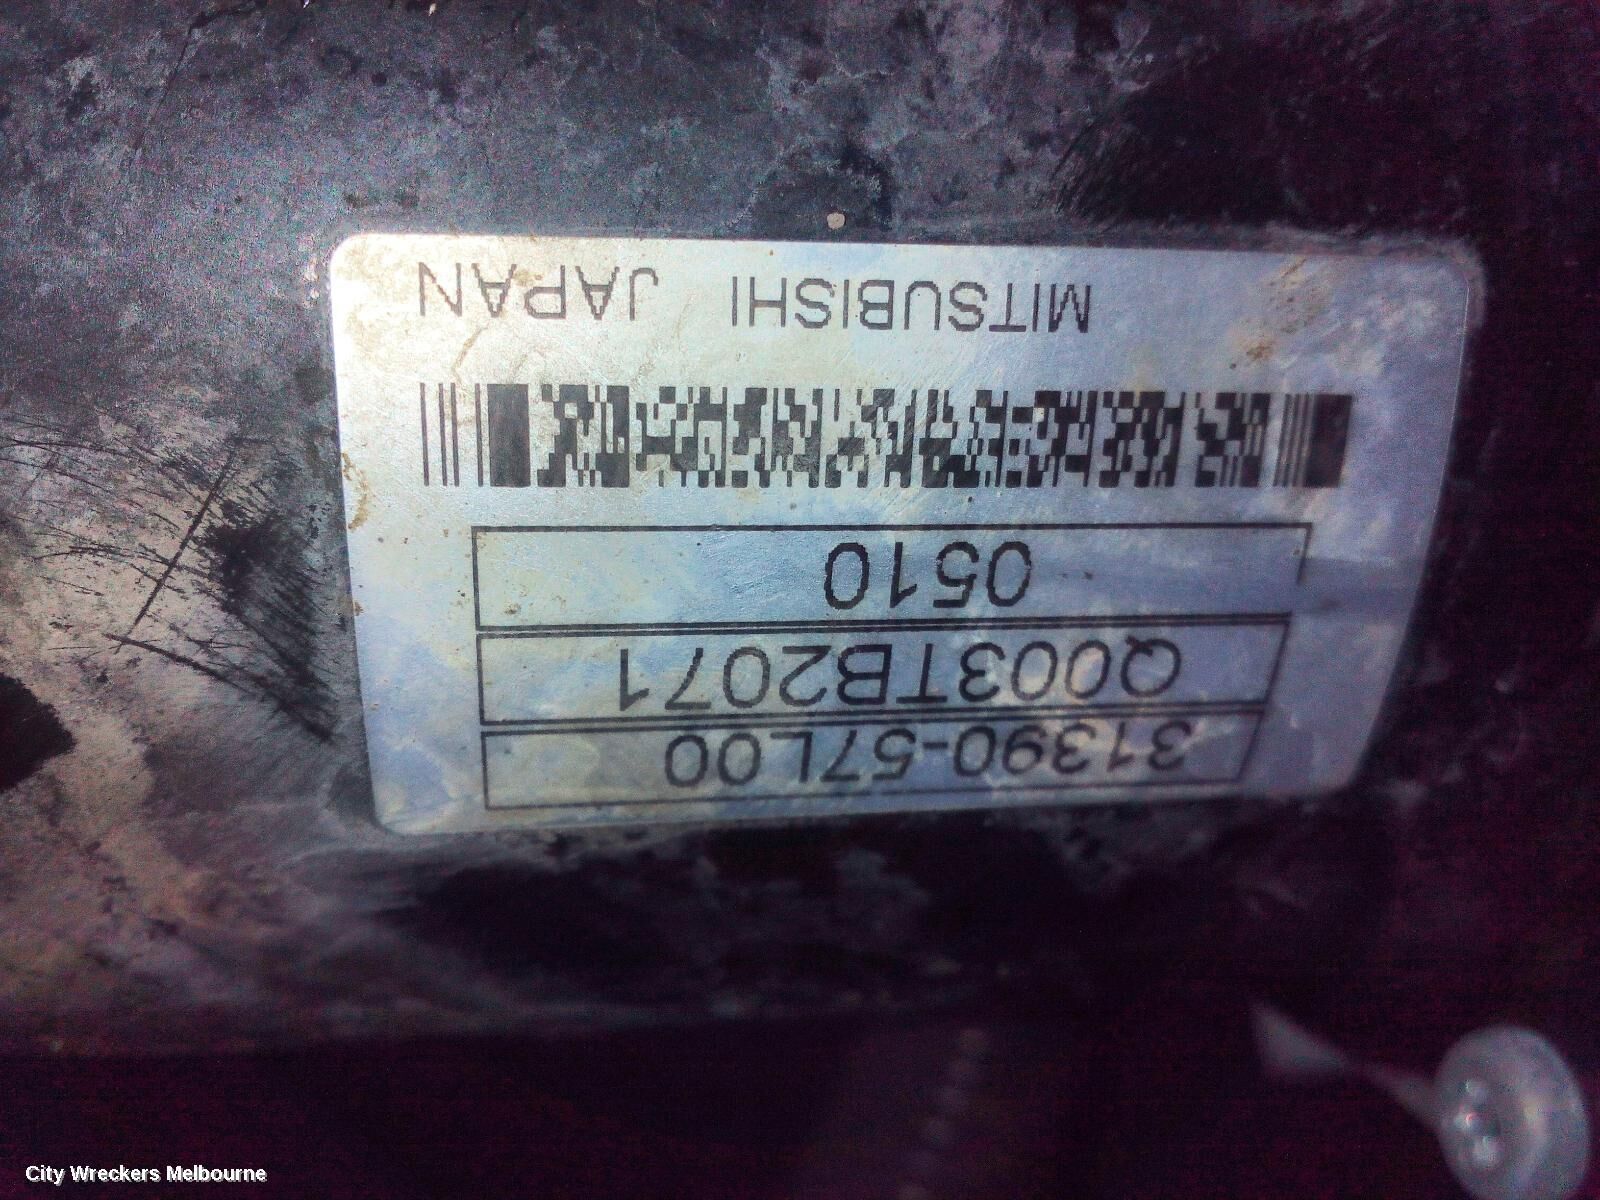 31390-57L00
Q003TB2071
0510
MITSUBISHI JAPAN
City Wreckers Melbourne